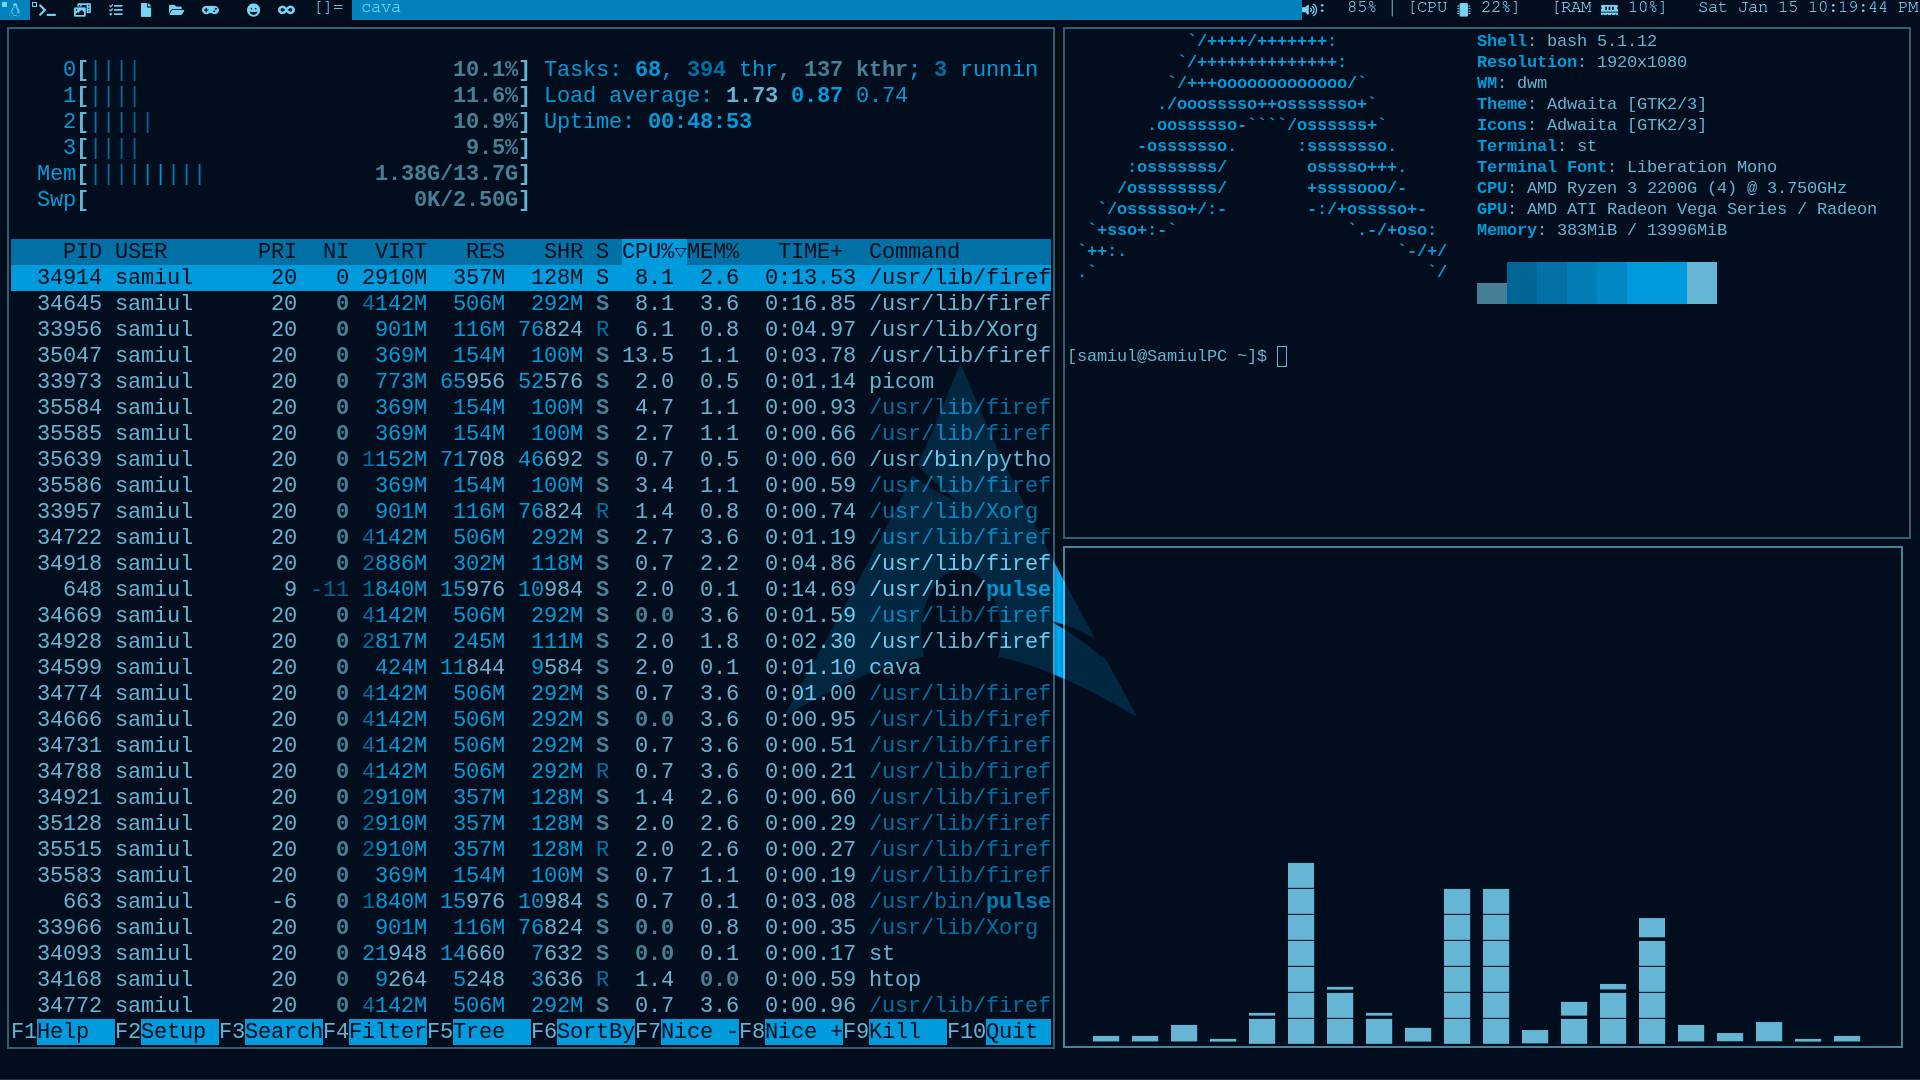 []= cava : 85% | [CPU 22%] [RAM 10%] Sat Jan 15 10:19:44 PM
0[|||| 10.1%] Tasks: 68, 394 thr, 137 kthr; 3 runnin
1[|||| 11.6%] Load average: 1.73 0.87 0.74
2[||||| 10.9%] Uptime: 00:48:53
3[|||| 9.5%]
Mem[||||||||| 1.38G/13.7G]
Swp[ 0K/2.50G]
PID USER PRI NI VIRT RES SHR S CPU%▽MEM% TIME+ Command
34914 samiul 20 0 2910M 357M 128M S 8.1 2.6 0:13.53 /usr/lib/firef
34645 samiul 20 0 4142M 506M 292M S 8.1 3.6 0:16.85 /usr/lib/firef
33956 samiul 20 0 901M 116M 76824 R 6.1 0.8 0:04.97 /usr/lib/Xorg
35047 samiul 20 0 369M 154M 100M S 13.5 1.1 0:03.78 /usr/lib/firef
33973 samiul 20 0 773M 65956 52576 S 2.0 0.5 0:01.14 picom
35584 samiul 20 0 369M 154M 100M S 4.7 1.1 0:00.93 /usr/lib/firef
35585 samiul 20 0 369M 154M 100M S 2.7 1.1 0:00.66 /usr/lib/firef
35639 samiul 20 0 1152M 71708 46692 S 0.7 0.5 0:00.60 /usr/bin/pytho
35586 samiul 20 0 369M 154M 100M S 3.4 1.1 0:00.59 /usr/lib/firef
33957 samiul 20 0 901M 116M 76824 R 1.4 0.8 0:00.74 /usr/lib/Xorg
34722 samiul 20 0 4142M 506M 292M S 2.7 3.6 0:01.19 /usr/lib/firef
34918 samiul 20 0 2886M 302M 118M S 0.7 2.2 0:04.86 /usr/lib/firef
648 samiul 9 -11 1840M 15976 10984 S 2.0 0.1 0:14.69 /usr/bin/pulse
34669 samiul 20 0 4142M 506M 292M S 0.0 3.6 0:01.59 /usr/lib/firef
34928 samiul 20 0 2817M 245M 111M S 2.0 1.8 0:02.30 /usr/lib/firef
34599 samiul 20 0 424M 11844 9584 S 2.0 0.1 0:01.10 cava
34774 samiul 20 0 4142M 506M 292M S 0.7 3.6 0:01.00 /usr/lib/firef
34666 samiul 20 0 4142M 506M 292M S 0.0 3.6 0:00.95 /usr/lib/firef
34731 samiul 20 0 4142M 506M 292M S 0.7 3.6 0:00.51 /usr/lib/firef
34788 samiul 20 0 4142M 506M 292M R 0.7 3.6 0:00.21 /usr/lib/firef
34921 samiul 20 0 2910M 357M 128M S 1.4 2.6 0:00.60 /usr/lib/firef
35128 samiul 20 0 2910M 357M 128M S 2.0 2.6 0:00.29 /usr/lib/firef
35515 samiul 20 0 2910M 357M 128M R 2.0 2.6 0:00.27 /usr/lib/firef
35583 samiul 20 0 369M 154M 100M S 0.7 1.1 0:00.19 /usr/lib/firef
663 samiul -6 0 1840M 15976 10984 S 0.7 0.1 0:03.08 /usr/bin/pulse
33966 samiul 20 0 901M 116M 76824 S 0.0 0.8 0:00.35 /usr/lib/Xorg
34093 samiul 20 0 21948 14660 7632 S 0.0 0.1 0:00.17 st
34168 samiul 20 0 9264 5248 3636 R 1.4 0.0 0:00.59 htop
34772 samiul 20 0 4142M 506M 292M S 0.7 3.6 0:00.96 /usr/lib/firef
F1Help F2Setup F3SearchF4FilterF5Tree F6SortByF7Nice -F8Nice +F9Kill F10Quit
`/++++/+++++++: Shell: bash 5.1.12
`/++++++++++++++: Resolution: 1920x1080
`/+++ooooooooooooo/` WM: dwm
./ooosssso++osssssso+` Theme: Adwaita [GTK2/3]
.oossssso-````/ossssss+` Icons: Adwaita [GTK2/3]
-osssssso. :ssssssso. Terminal: st
:osssssss/ osssso+++. Terminal Font: Liberation Mono
/ossssssss/ +ssssooo/- CPU: AMD Ryzen 3 2200G (4) @ 3.750GHz
`/ossssso+/:- -:/+osssso+- GPU: AMD ATI Radeon Vega Series / Radeon
`+sso+:-` `.-/+oso: Memory: 383MiB / 13996MiB
`++:. `-/+/
.` `/
[samiul@SamiulPC ~]$